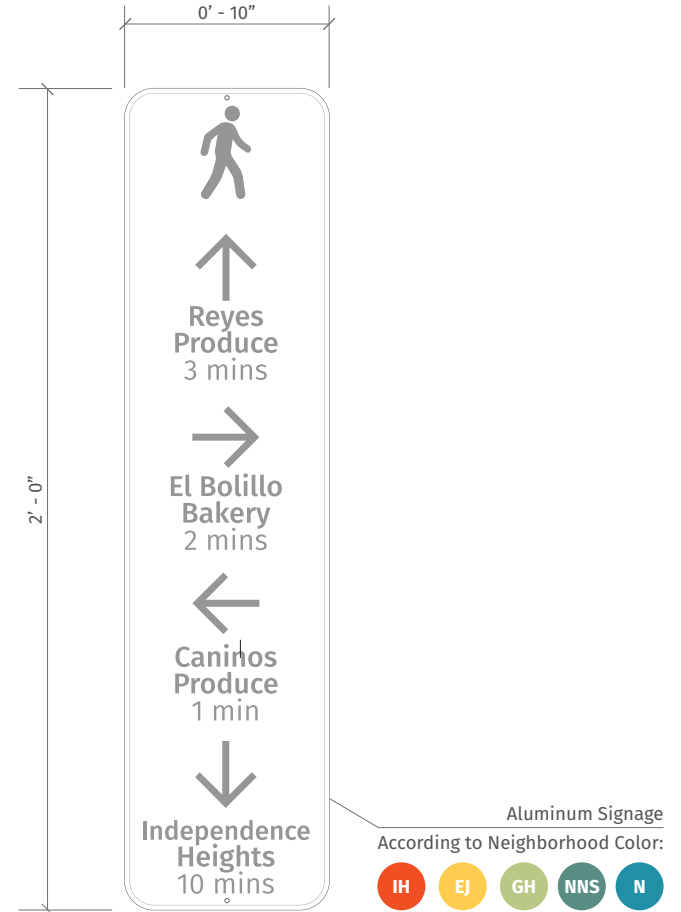 0’ - 10”
2’ - 0”
Reyes
Produce
3 mins
El Bolillo
Bakery
2 mins
Caninos
Produce
1 min
Independence
Heights
10 mins
Aluminum Signage
According to Neighborhood Color:
IH EJ GH NNS N